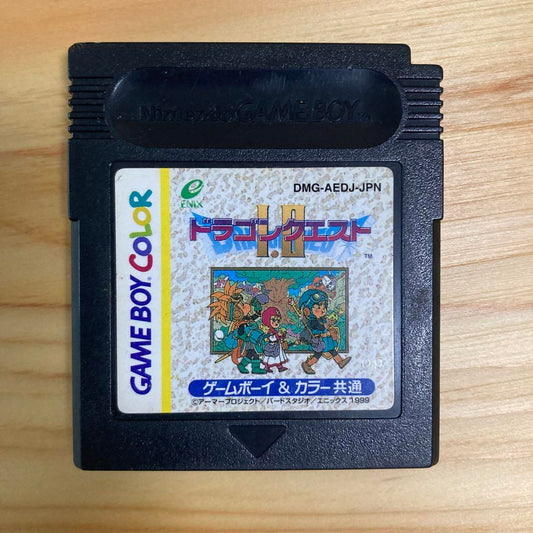 Nintendo GAME BOY
GAME BOY COLOR
ENIX
DMG-AEDJ-JPN
ドラゴンクエスト
I・II
TM
ゲームボーイ & カラー共通
©アーマープロジェクト/バードスタジオ/エニックス 1999